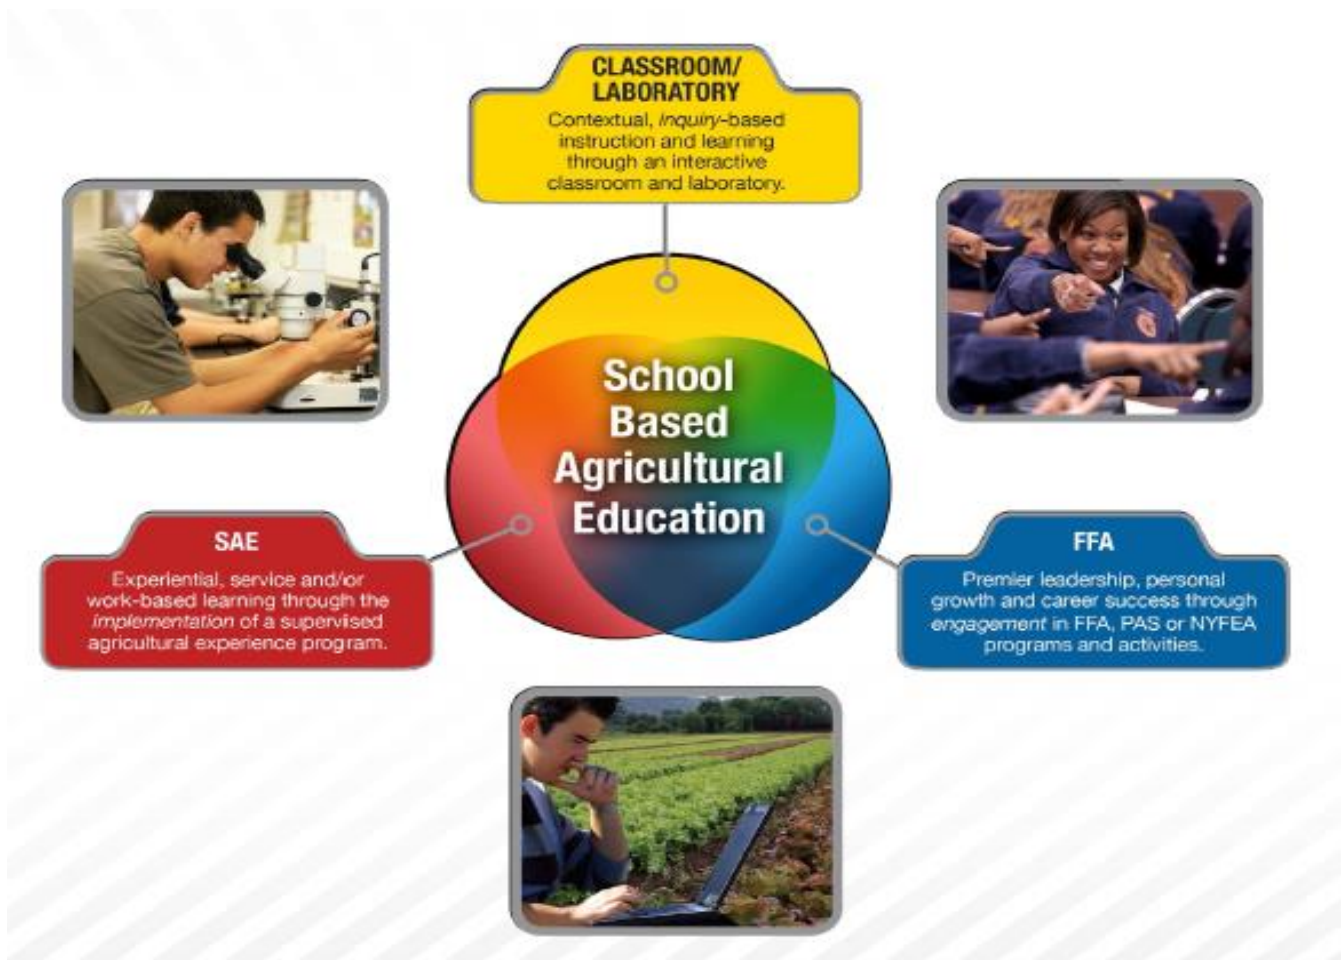 CLASSROOM/
LABORATORY
Contextual, inquiry-based
instruction and learning
through an interactive
classroom and laboratory.
School
Based
Agricultural
Education
SAE
Experiential, service and/or
work-based learning through the
implementation of a supervised
agricultural experience program.
FFA
Premier leadership, personal
growth and career success through
engagement in FFA, PAS or NYFEA
programs and activities.